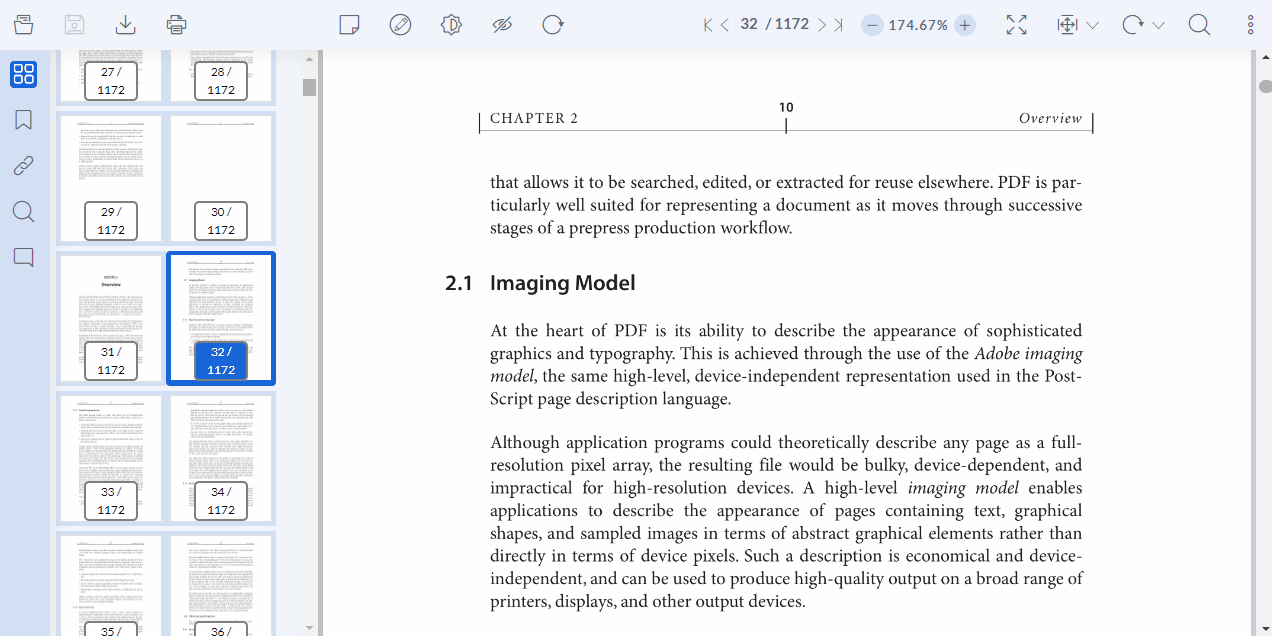 32 / 1172
174.67%
27 /
1172
28 /
1172
29 /
1172
30 /
1172
31 /
1172
32 /
1172
33 /
1172
34 /
1172
35 /
36 /
10
CHAPTER 2
Overview
that allows it to be searched, edited, or extracted for reuse elsewhere. PDF is par-
ticularly well suited for representing a document as it moves through successive
stages of a prepress production workflow.
2.1 Imaging Model
At the heart of PDF is its ability to describe the appearance of sophisticated
graphics and typography. This is achieved through the use of the Adobe imaging
model, the same high-level, device-independent representation used in the Post-
Script page description language.
Although application programs could theoretically describe any page as a full-
resolution pixel array, the resulting file would be bulky, device-dependent, and
impractical for high-resolution devices. A high-level imaging model enables
applications to describe the appearance of pages containing text, graphical
shapes, and sampled images in terms of abstract graphical elements rather than
directly in terms of device pixels. Such a description is economical and device-
independent, and can be used to produce high-quality output on a broad range of
printers, displays, and other output devices.